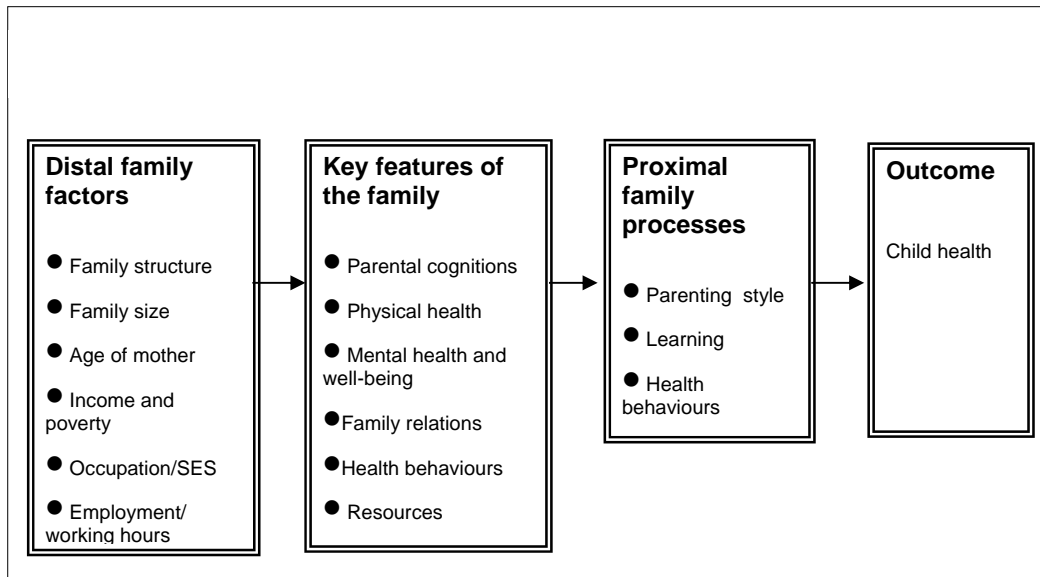 Distal family
factors
● Family structure
● Family size
● Age of mother
● Income and
poverty
● Occupation/SES
● Employment/
working hours
Key features of
the family
● Parental cognitions
● Physical health
● Mental health and
well-being
●Family relations
●Health behaviours
● Resources
Proximal
family
processes
● Parenting style
● Learning
● Health
behaviours
Outcome
Child health